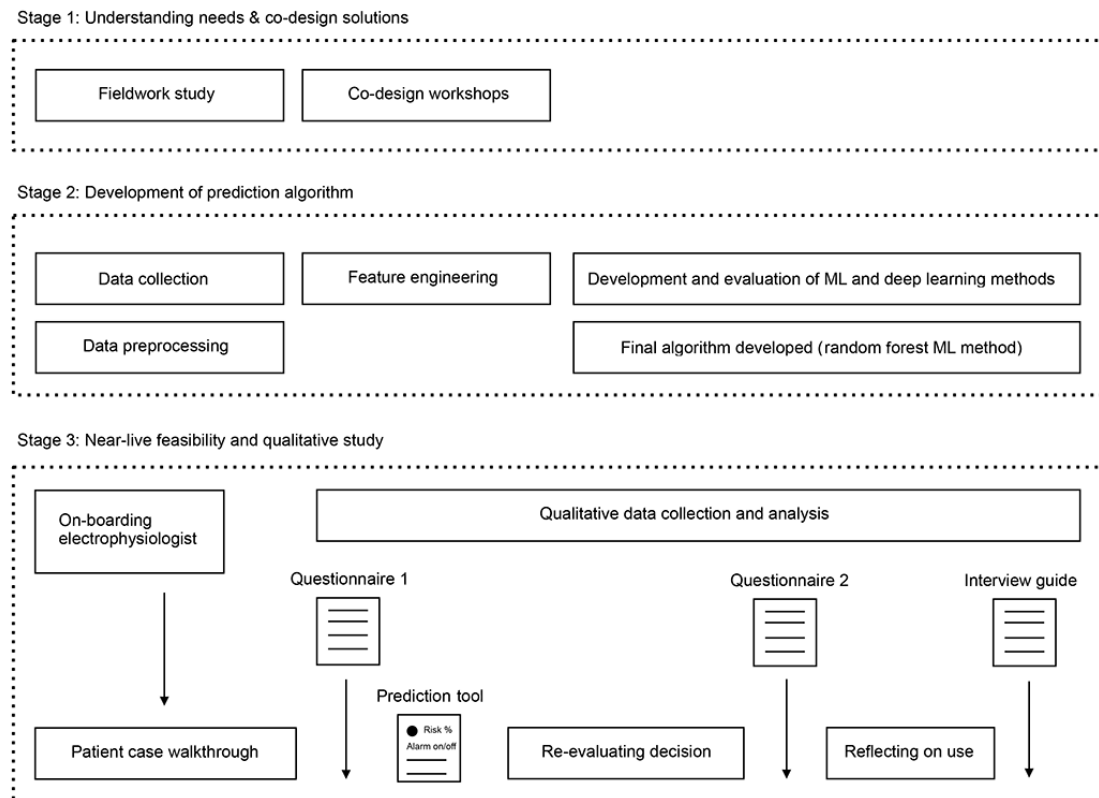 Stage 1: Understanding needs & co-design solutions
Fieldwork study
Co-design workshops
Stage 2: Development of prediction algorithm
Data collection
Feature engineering
Development and evaluation of ML and deep learning methods
Data preprocessing
Final algorithm developed (random forest ML method)
Stage 3: Near-live feasibility and qualitative study
On-boarding
electrophysiologist
Qualitative data collection and analysis
Questionnaire 1
Questionnaire 2
Interview guide
Prediction tool
Risk %
Alarm on/off
Patient case walkthrough
Re-evaluating decision
Reflecting on use